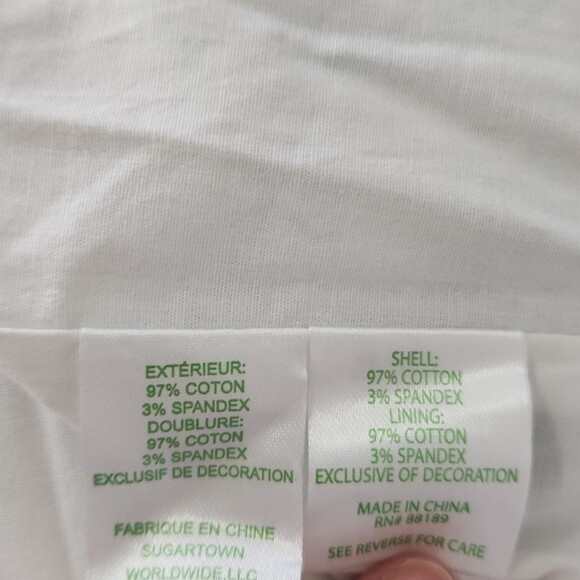 EXTÉRIEUR:
97% COTON
3% SPANDEX
DOUBLURE:
97% COTON
3% SPANDEX
EXCLUSIF DE DECORATION
FABRIQUE EN CHINE
SUGARTOWN
WORLDWIDE,LLC
SHELL:
97% COTTON
3% SPANDEX
LINING:
97% COTTON
3% SPANDEX
EXCLUSIVE OF DECORATION
MADE IN CHINA
RN# 88189
SEE REVERSE FOR CARE